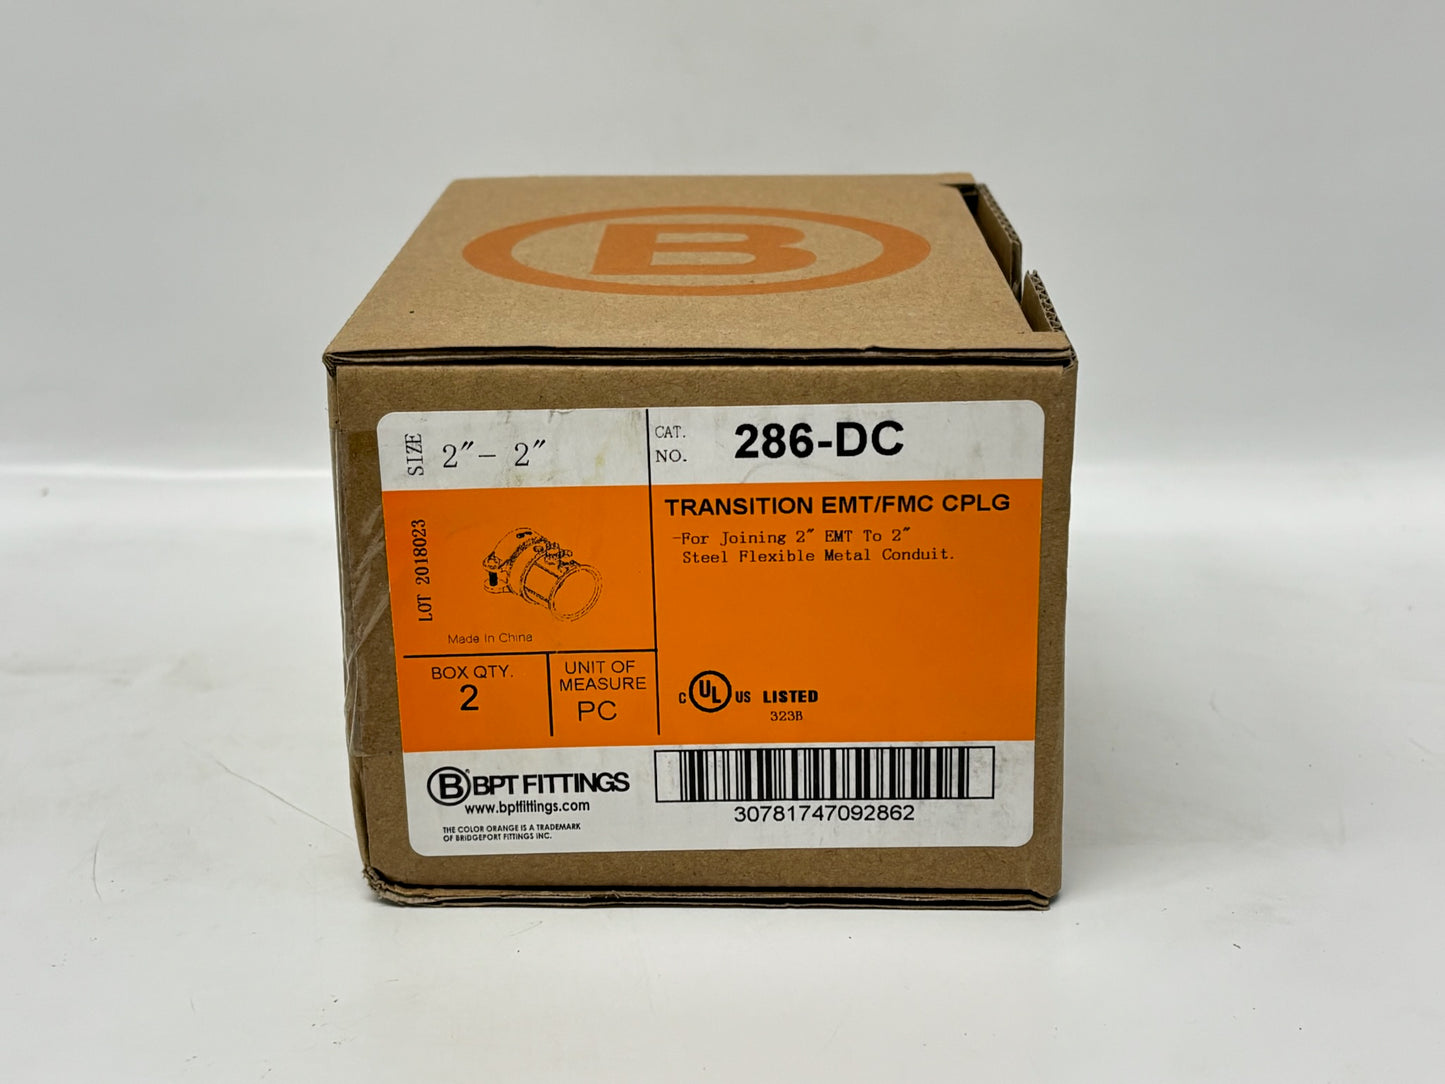 B
SIZE 2"- 2"
CAT. NO. 286-DC
LOT 2018023
Made In China
TRANSITION EMT/FMC CPLG
-For Joining 2" EMT To 2"
Steel Flexible Metal Conduit.
BOX QTY.
2
UNIT OF
MEASURE
PC
C UL US LISTED
323B
B® BPT FITTINGS
www.bptfittings.com
THE COLOR ORANGE IS A TRADEMARK
OF BRIDGEPORT FITTINGS INC.
30781747092862